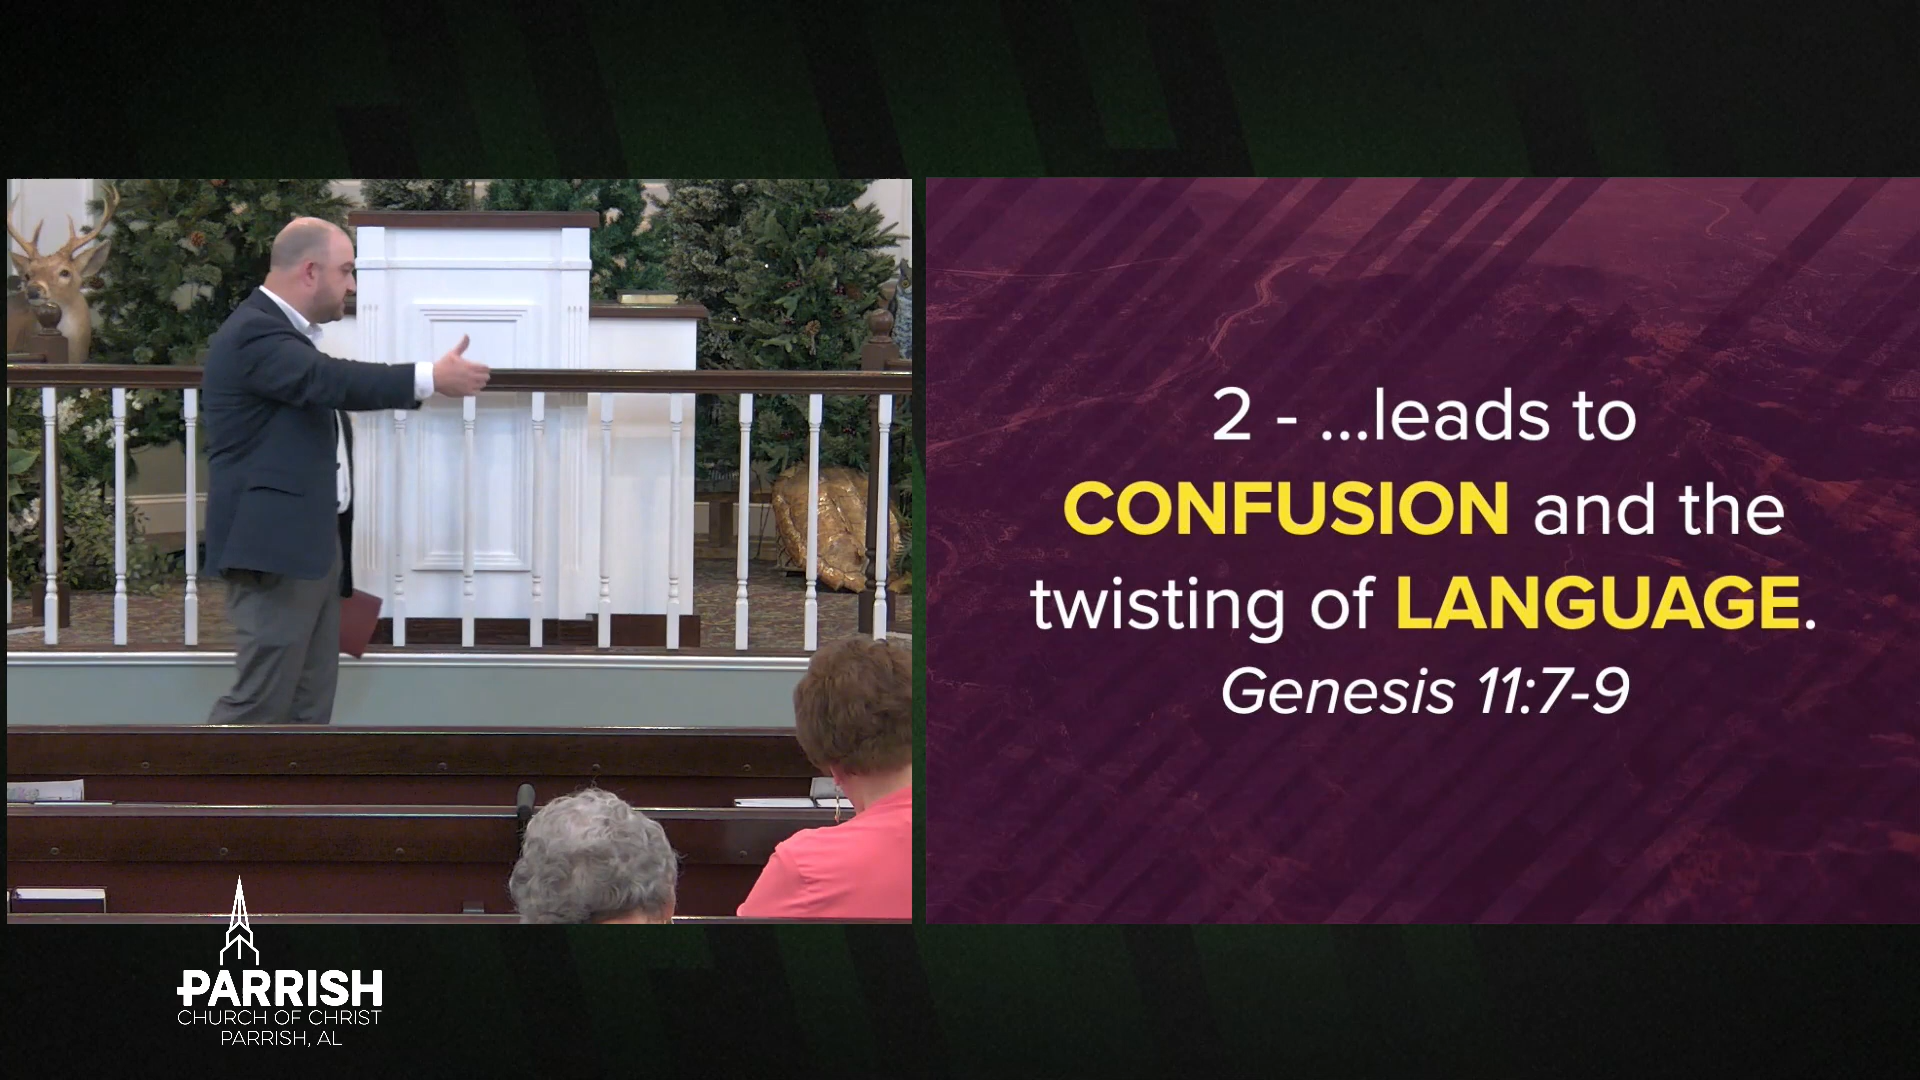 2 - ...leads to
CONFUSION and the
twisting of LANGUAGE.
Genesis 11:7-9
PARRISH
CHURCH OF CHRIST
PARRISH, AL